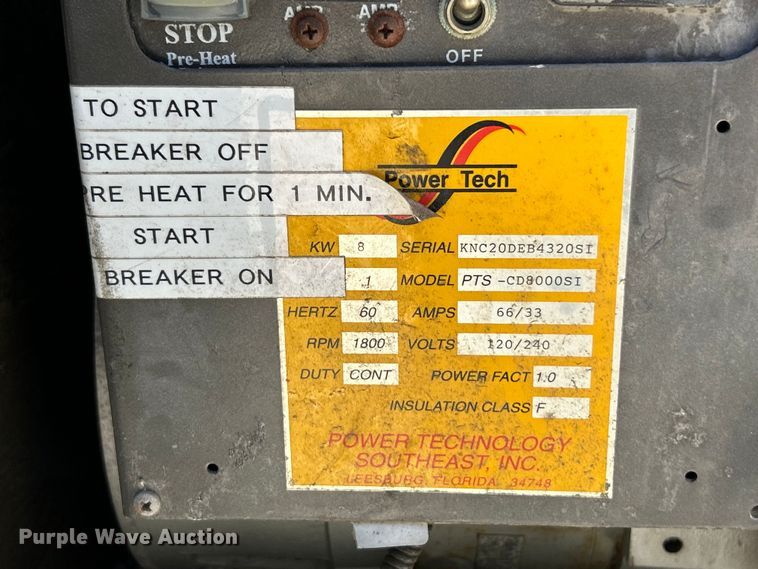 AMP AMP
STOP
Pre-Heat
OFF
TO START
BREAKER OFF
PRE HEAT FOR 1 MIN.
START
BREAKER ON
Power Tech
KW 8 SERIAL KNC20DEB4320SI
1 MODEL PTS -CD8000SI
HERTZ 60 AMPS 66/33
RPM 1800 VOLTS 120/240
DUTY CONT POWER FACT 1.0
INSULATION CLASS F
POWER TECHNOLOGY
SOUTHEAST, INC.
LEESBURG, FLORIDA 34748
Purple Wave Auction